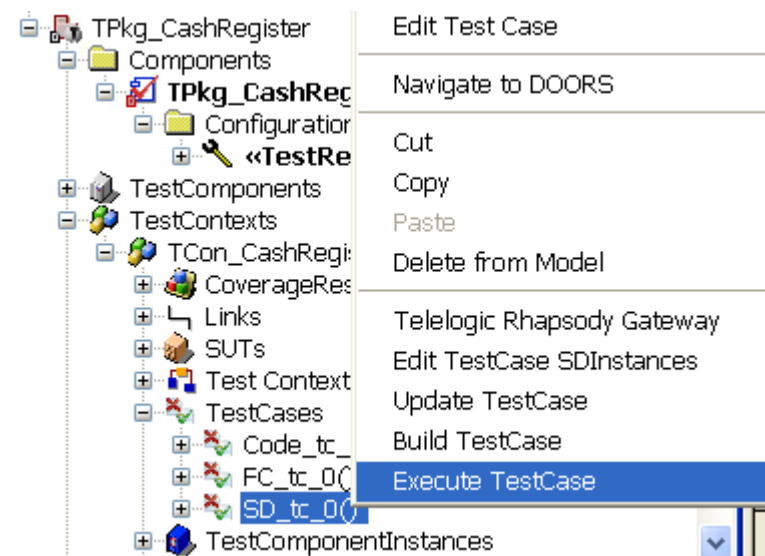 TPkg_CashRegister
Components
TPkg_CashReg
Configuration
«TestRe
TestComponents
TestContexts
TCon_CashRegis
CoverageRes
Links
SUTs
Test Context
TestCases
Code_tc_
FC_tc_0()
SD_tc_0()
TestComponentInstances
Edit Test Case
Navigate to DOORS
Cut
Copy
Paste
Delete from Model
Telelogic Rhapsody Gateway
Edit TestCase SDInstances
Update TestCase
Build TestCase
Execute TestCase